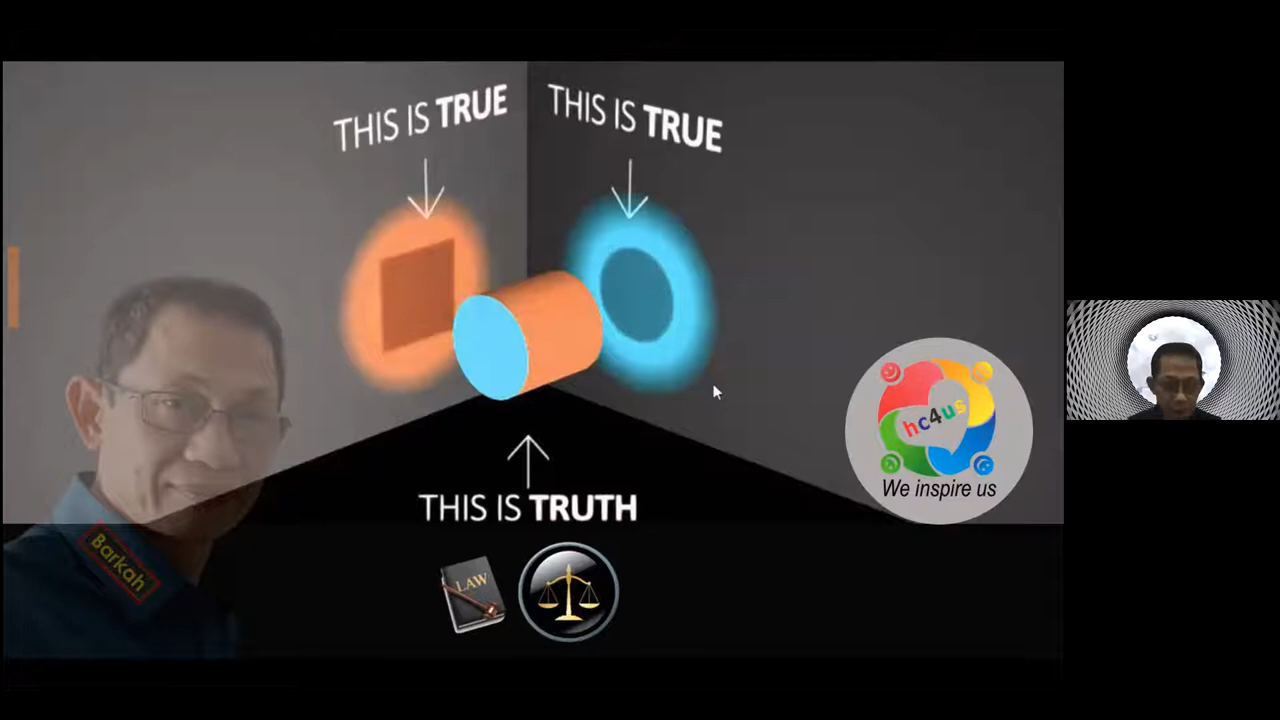 THIS IS TRUE
THIS IS TRUE
THIS IS TRUTH
LAW
hc4us
We inspire us
Barkah